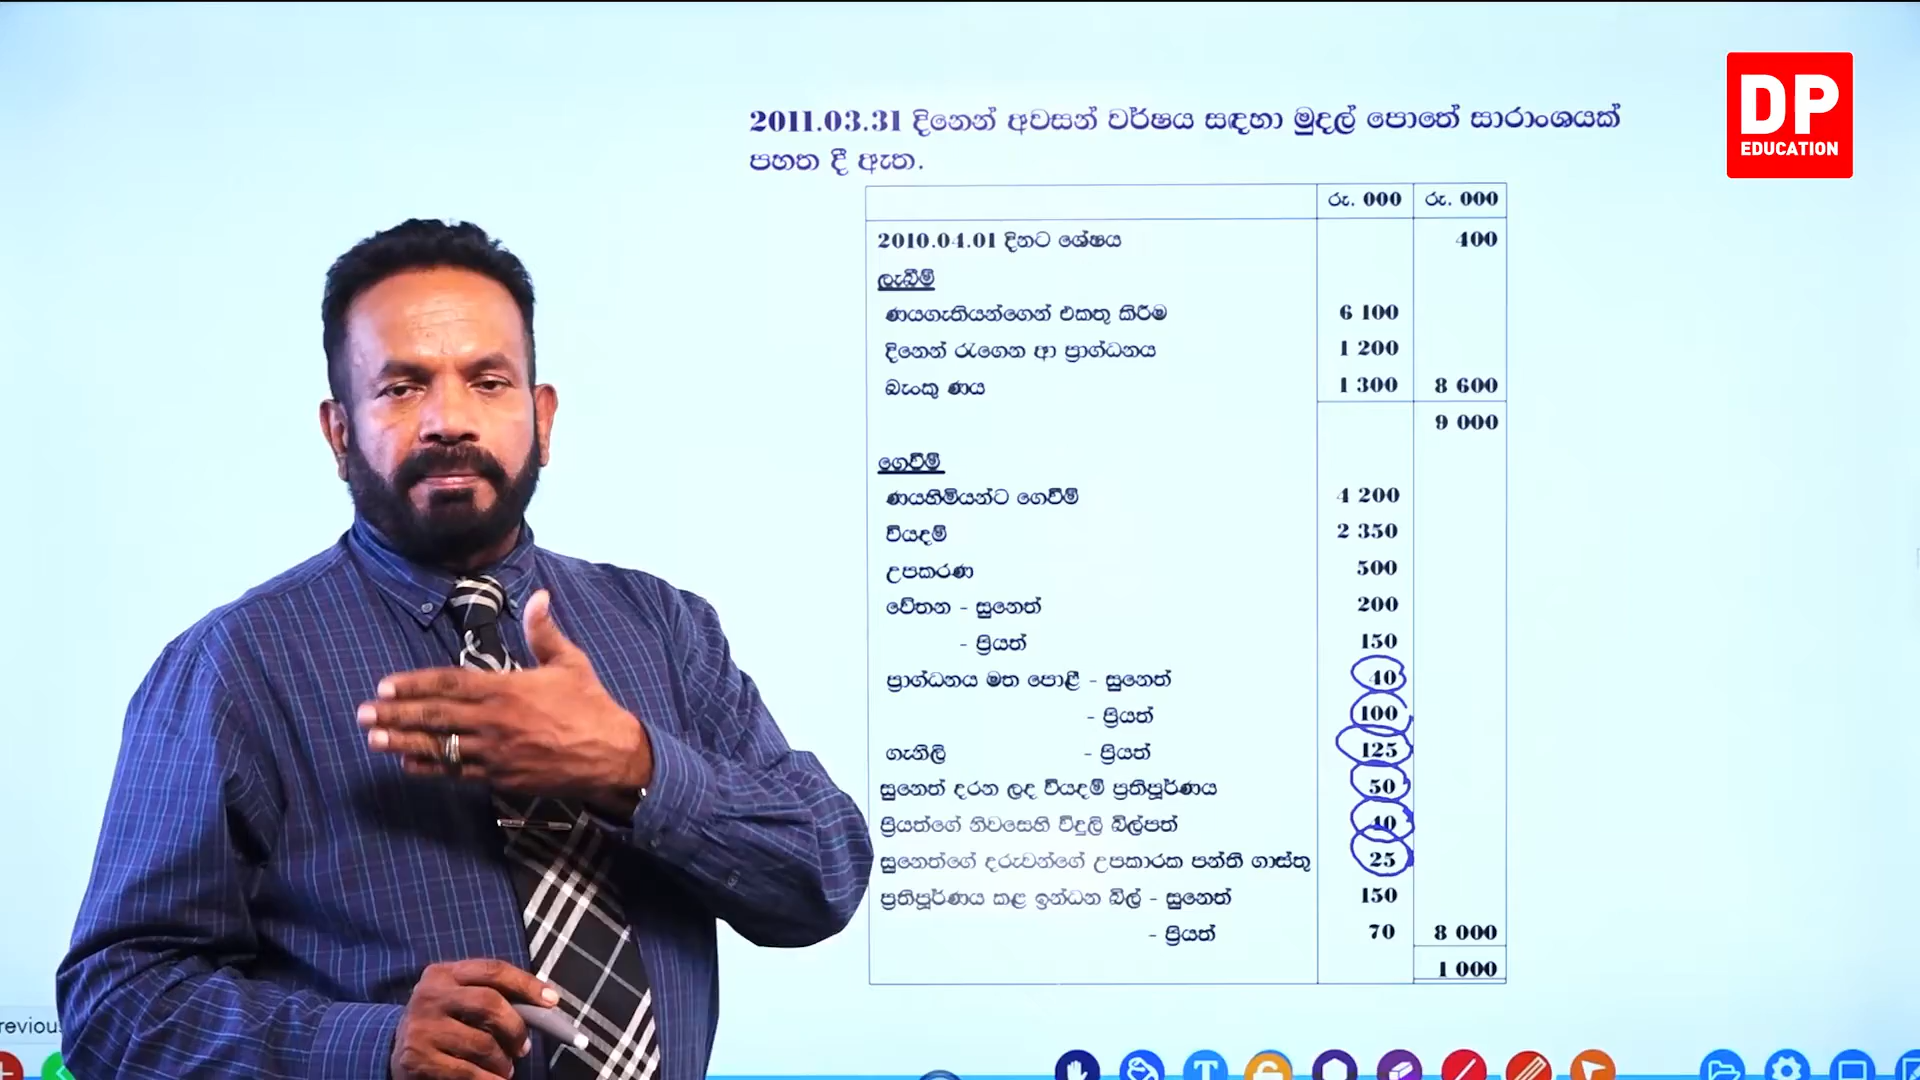 DP
EDUCATION
2011.03.31 දිනෙන් අවසන් වර්ෂය සඳහා මුදල් පොතේ සාරාංශයක්
පහත දී ඇත.
රු. 000 රු. 000
2010.04.01 දිනට ශේෂය 400
ලැබීම්
ණයගැතියන්ගෙන් එකතු කිරීම 6 100
දිනෙන් රැගෙන ආ ප්‍රාග්ධනය 1 200
බැංකු ණය 1 300 8 600
9 000
ගෙවීම්
ණයහිමියන්ට ගෙවීම් 4 200
වියදම් 2 350
උපකරණ 500
වේතන - සුනෙත් 200
- ප්‍රියත් 150
ප්‍රාග්ධනය මත පොළී - සුනෙත් 40
- ප්‍රියත් 100
ගැනිලි - ප්‍රියත් 125
සුනෙත් දරන ලද වියදම් ප්‍රතිපූර්ණය 50
ප්‍රියත්ගේ නිවසෙහි විදුලි බිල්පත් 40
සුනෙත්ගේ දරුවන්ගේ උපකාරක පන්ති ගාස්තු 25
ප්‍රතිපූර්ණය කළ ඉන්ධන බිල් - සුනෙත් 150
- ප්‍රියත් 70 8 000
1 000
revious